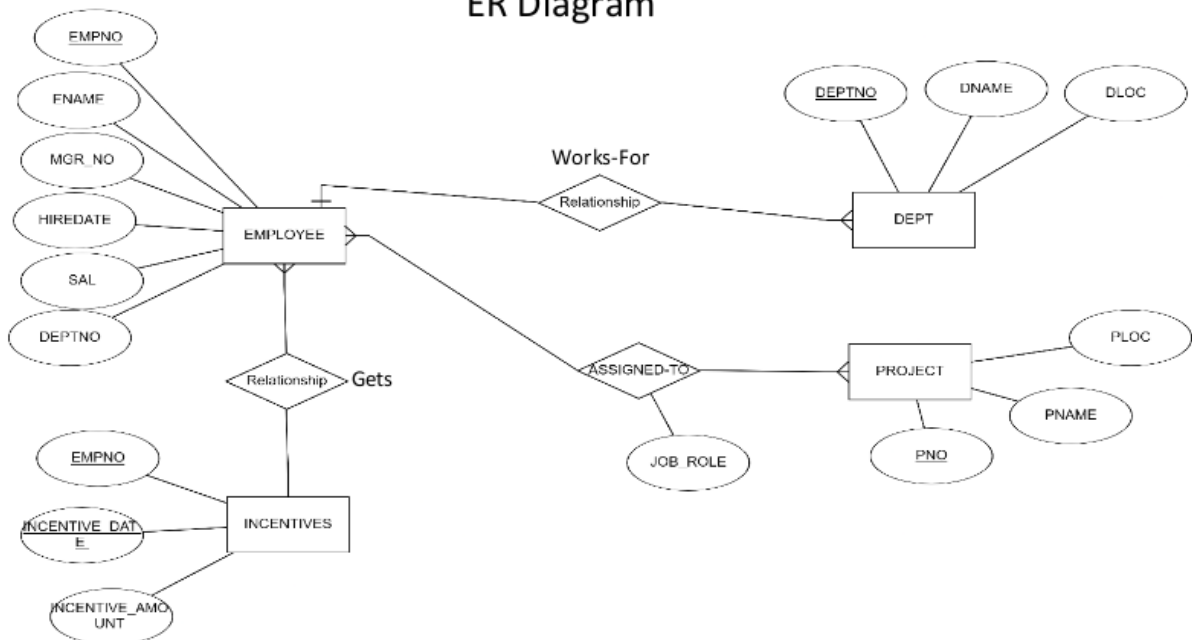 ER Diagram
EMPNO
ENAME
MGR_NO
HIREDATE
SAL
DEPTNO
EMPLOYEE
Works-For
Relationship
DEPTNO
DNAME
DLOC
DEPT
Relationship
Gets
ASSIGNED-TO
JOB_ROLE
PROJECT
PLOC
PNAME
PNO
EMPNO
INCENTIVE_DAT
E
INCENTIVE_AMO
UNT
INCENTIVES